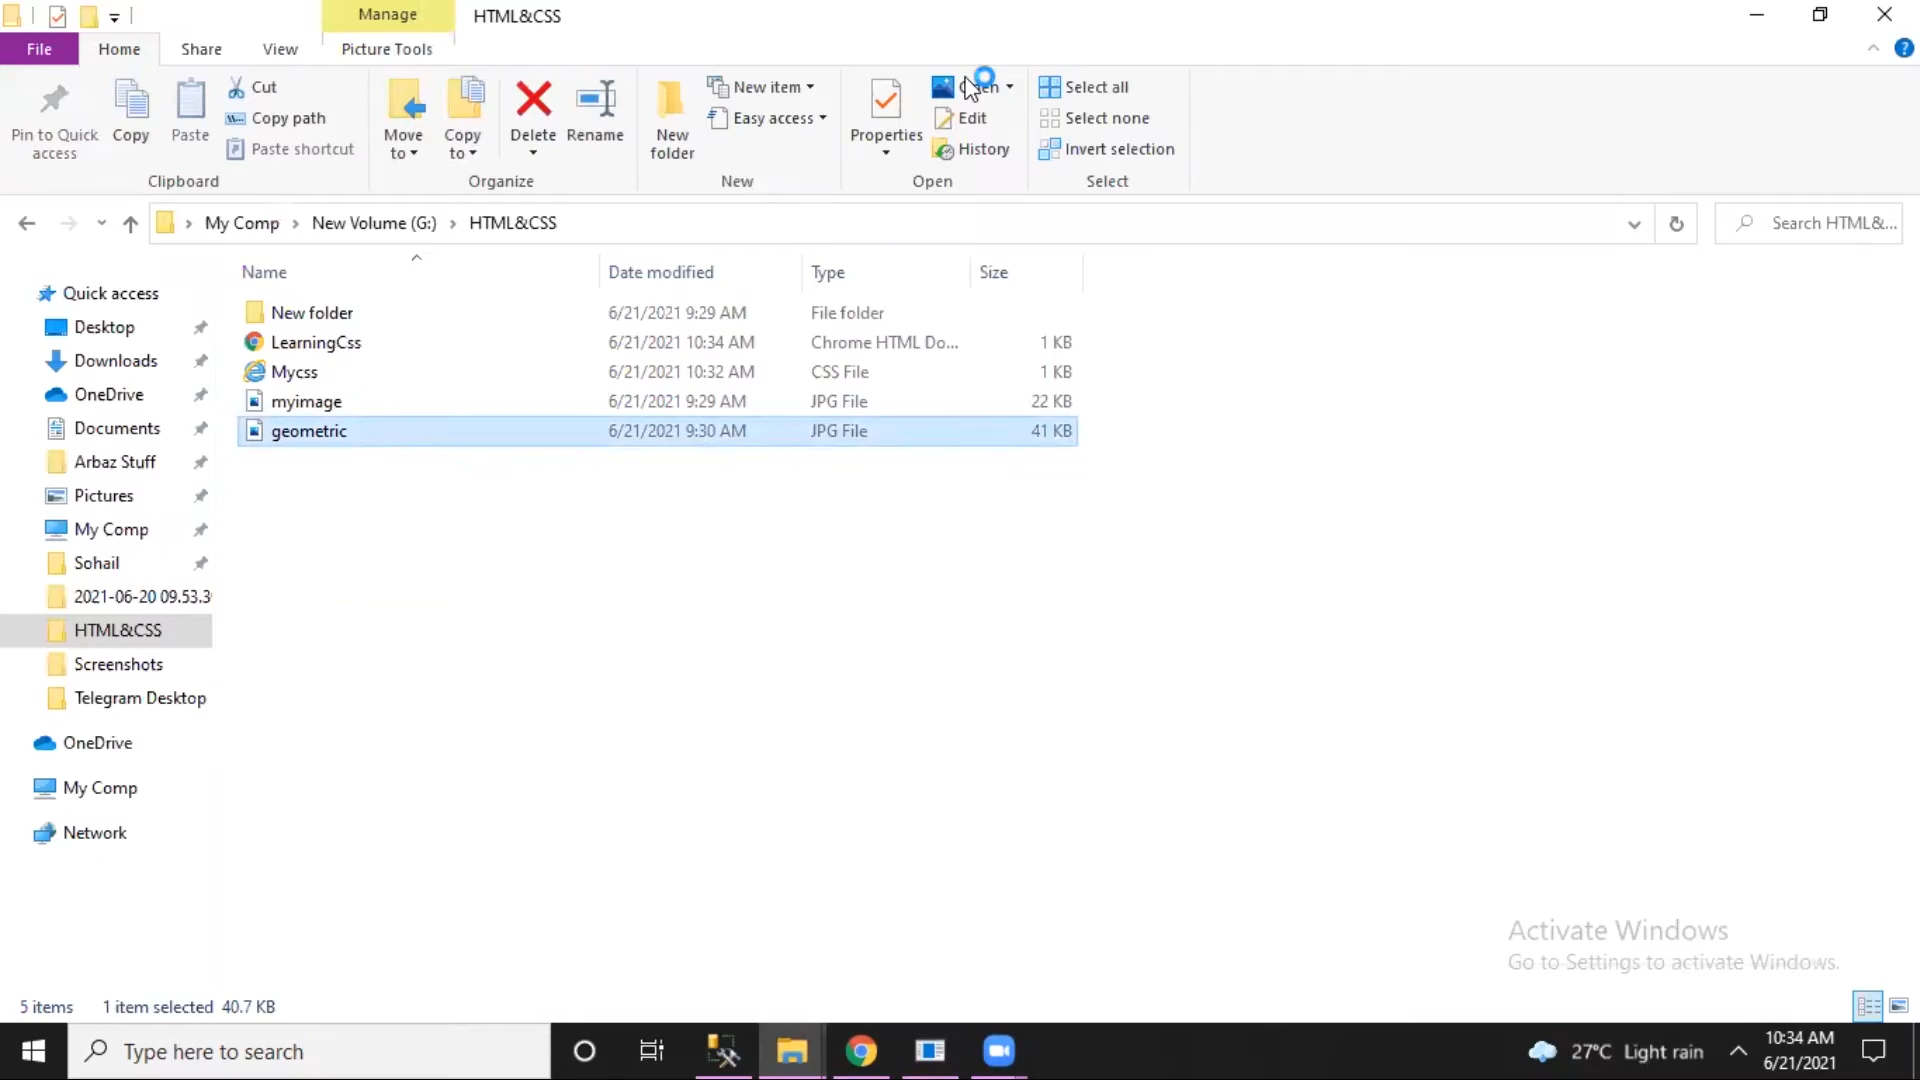 Manage
HTML&CSS
File
Home
Share
View
Picture Tools
Pin to Quick access
Copy
Paste
Cut
Copy path
Paste shortcut
Clipboard
Move to
Copy to
Delete
Rename
Organize
New folder
New item
Easy access
New
Properties
Edit
History
Open
Select all
Select none
Invert selection
Select
My Comp
New Volume (G:)
HTML&CSS
Search HTML&...
Name
Date modified
Type
Size
New folder 6/21/2021 9:29 AM File folder
LearningCss 6/21/2021 10:34 AM Chrome HTML Do... 1 KB
Mycss 6/21/2021 10:32 AM CSS File 1 KB
myimage 6/21/2021 9:29 AM JPG File 22 KB
geometric 6/21/2021 9:30 AM JPG File 41 KB
Quick access
Desktop
Downloads
OneDrive
Documents
Arbaz Stuff
Pictures
My Comp
Sohail
2021-06-20 09.53.3
HTML&CSS
Screenshots
Telegram Desktop
OneDrive
My Comp
Network
Activate Windows
Go to Settings to activate Windows.
5 items 1 item selected 40.7 KB
Type here to search
27°C Light rain
10:34 AM
6/21/2021